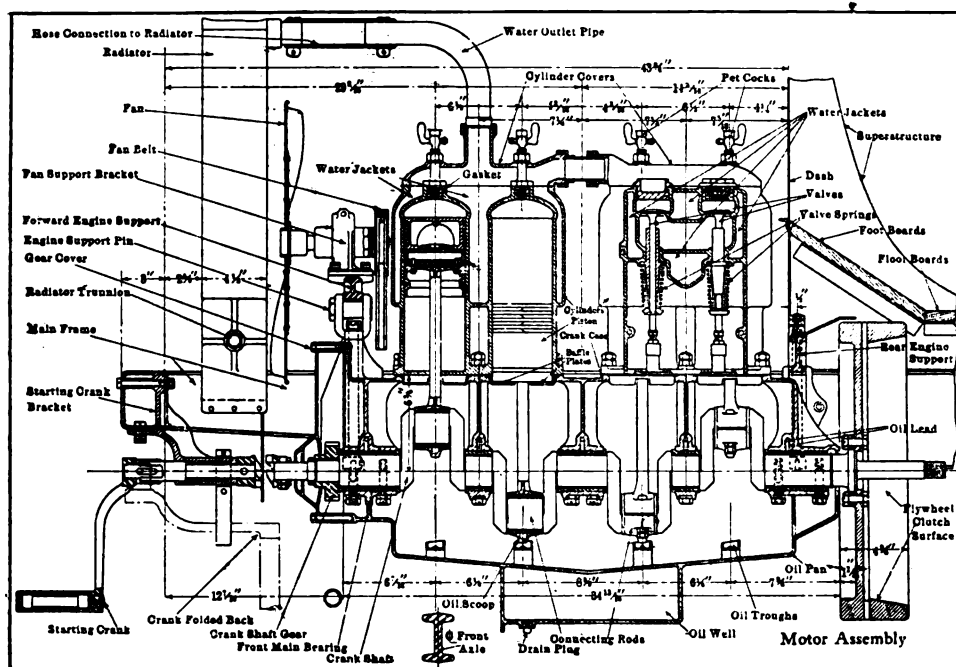 Hose Connection to Radiator
Radiator
Water Outlet Pipe
43¾"
Cylinder Covers
Pet Cocks
Fan
Water Jackets
Superstructure
Fan Belt
Water Jackets
Gasket
Dash
Fan Support Bracket
Valves
Forward Engine Support
Valve Springs
Engine Support Pin
Foot Boards
Gear Cover
Floor Boards
3"
Radiator Trunnion
Cylinders
Piston
Main Frame
Crank Case
Baffle
Plates
Rear Engine
Support
Starting Crank
Bracket
Oil Lead
Flywheel
Clutch
Surface
Oil Pan
Oil Scoop
Oil Troughs
Crank Folded Back
Starting Crank
Crank Shaft Gear
Front Main Bearing
Crank Shaft
Front
Axle
Drain Plug
Connecting Rods
Oil Well
Motor Assembly